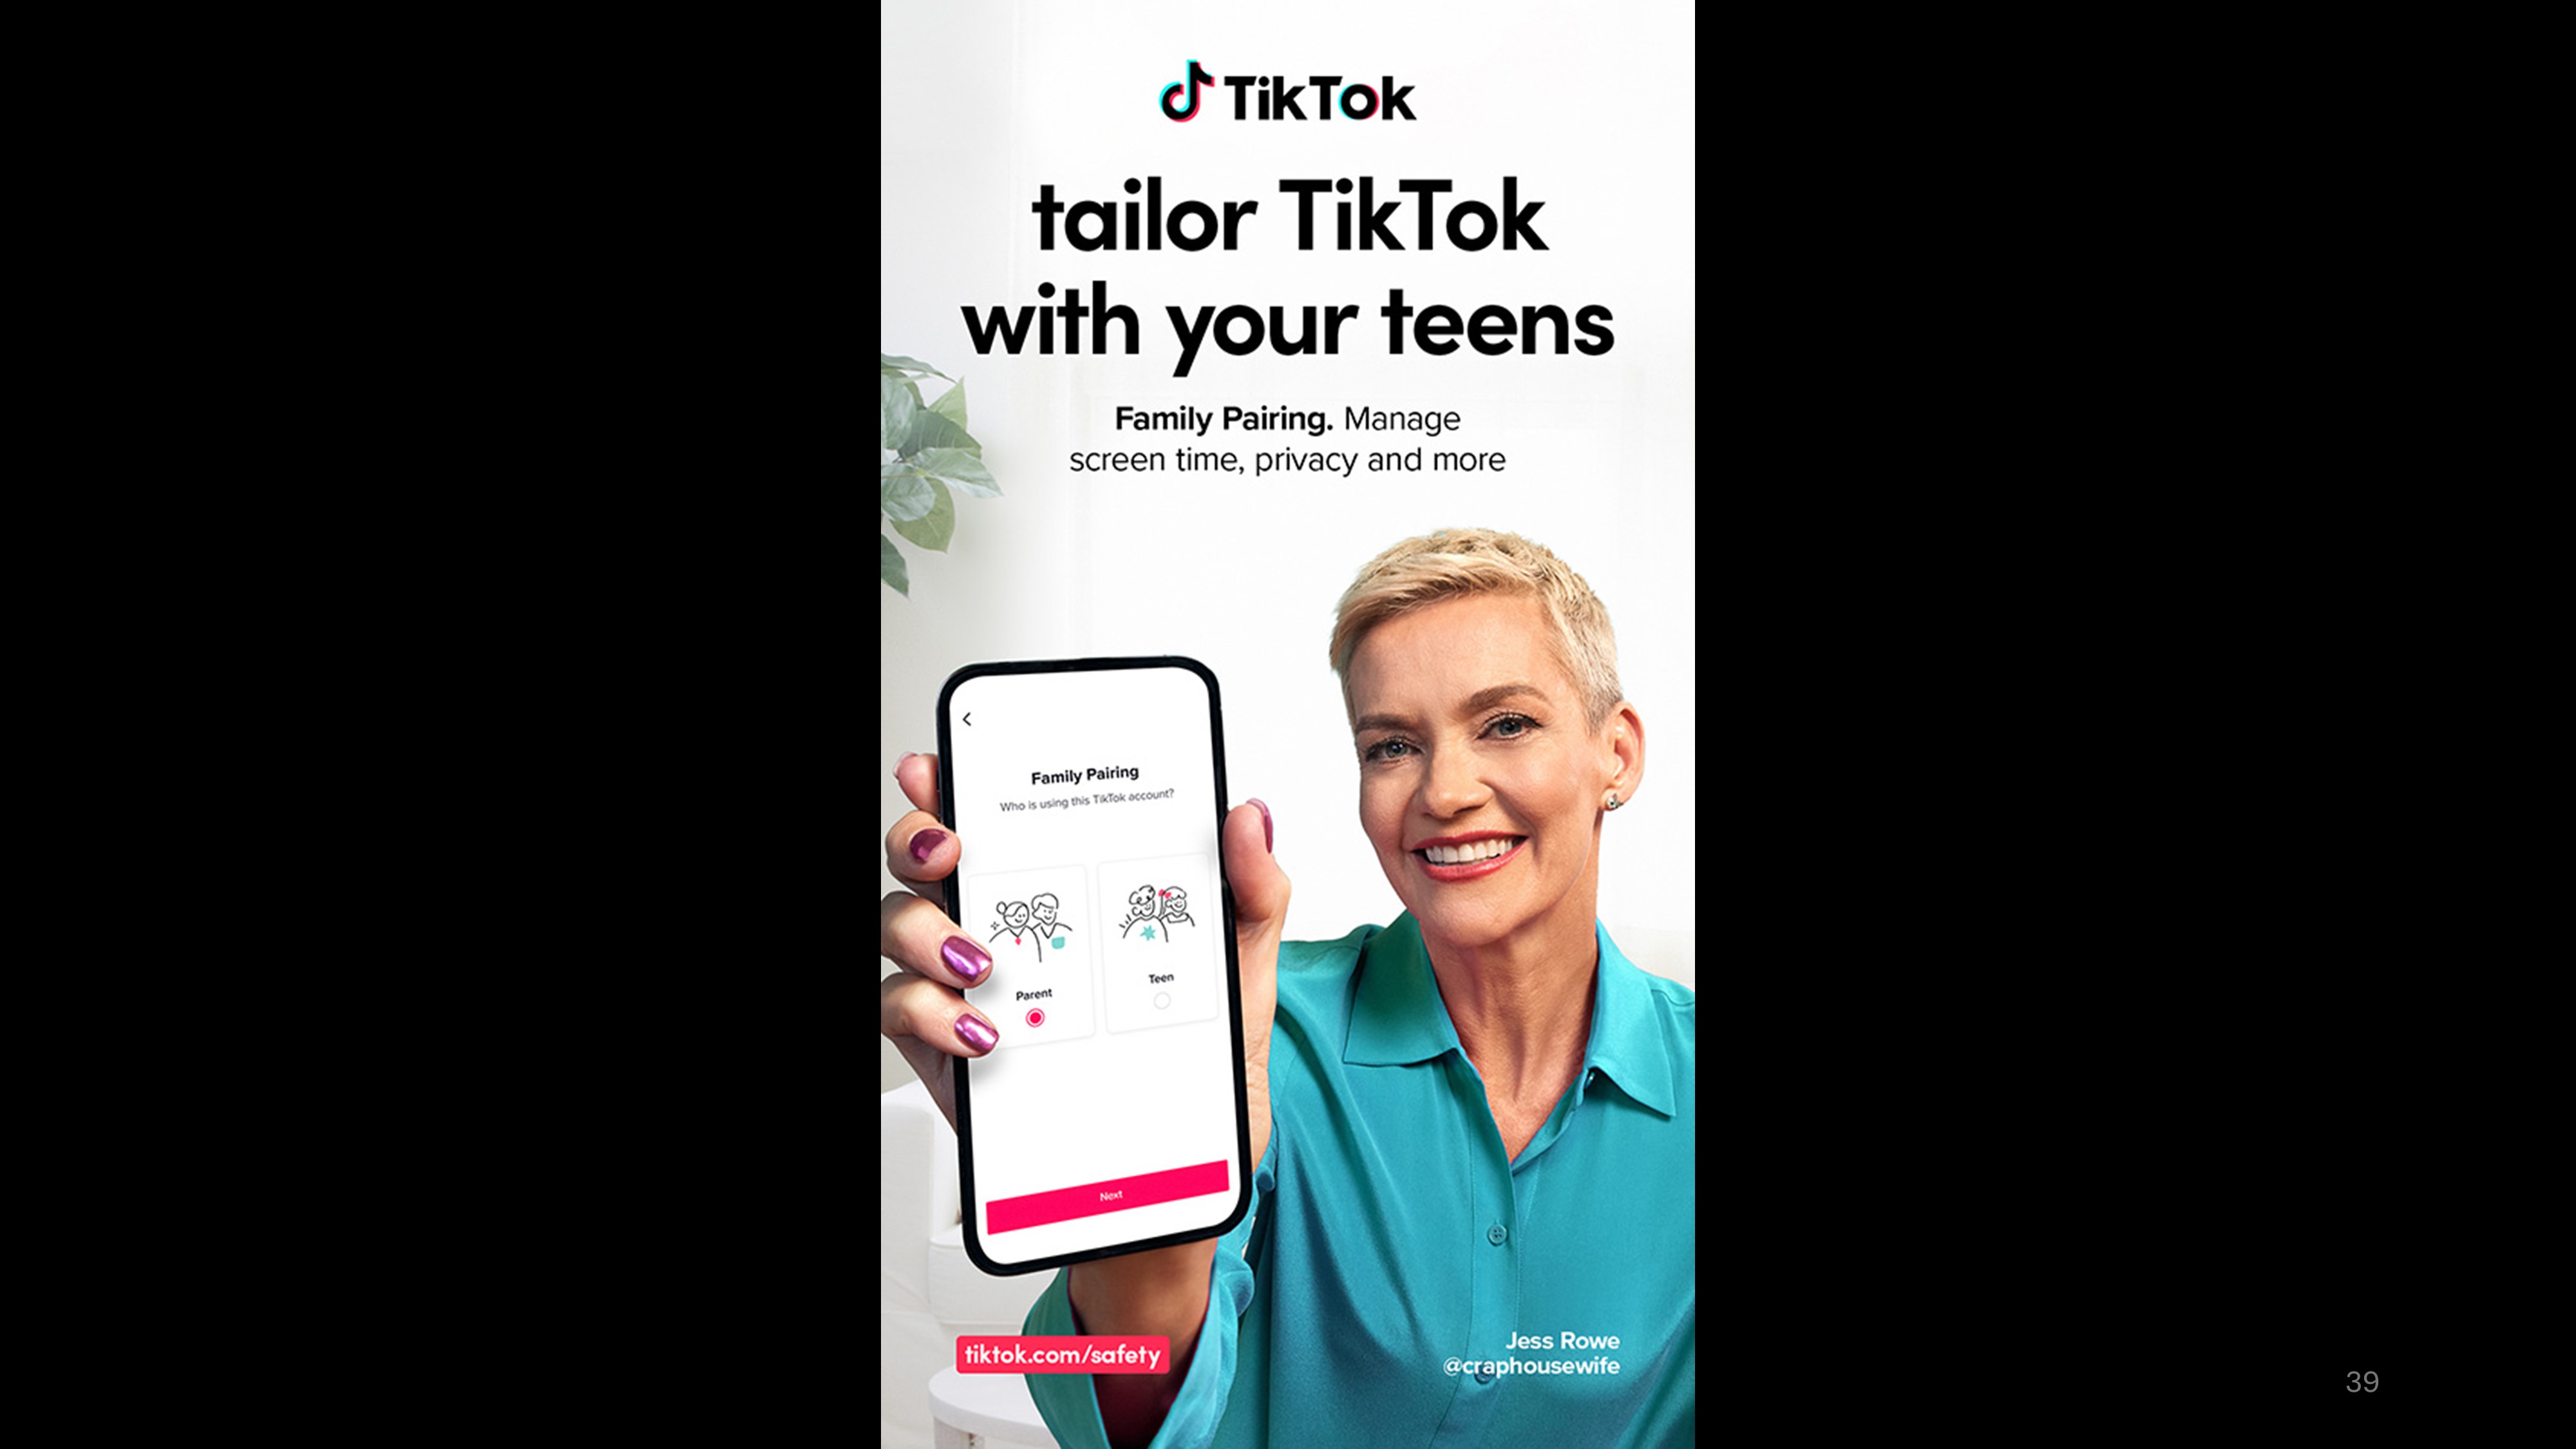 TikTok
tailor TikTok
with your teens
Family Pairing. Manage
screen time, privacy and more
Family Pairing
Who is using this TikTok account?
Parent
Teen
Next
tiktok.com/safety
Jess Rowe
@craphousewife
39